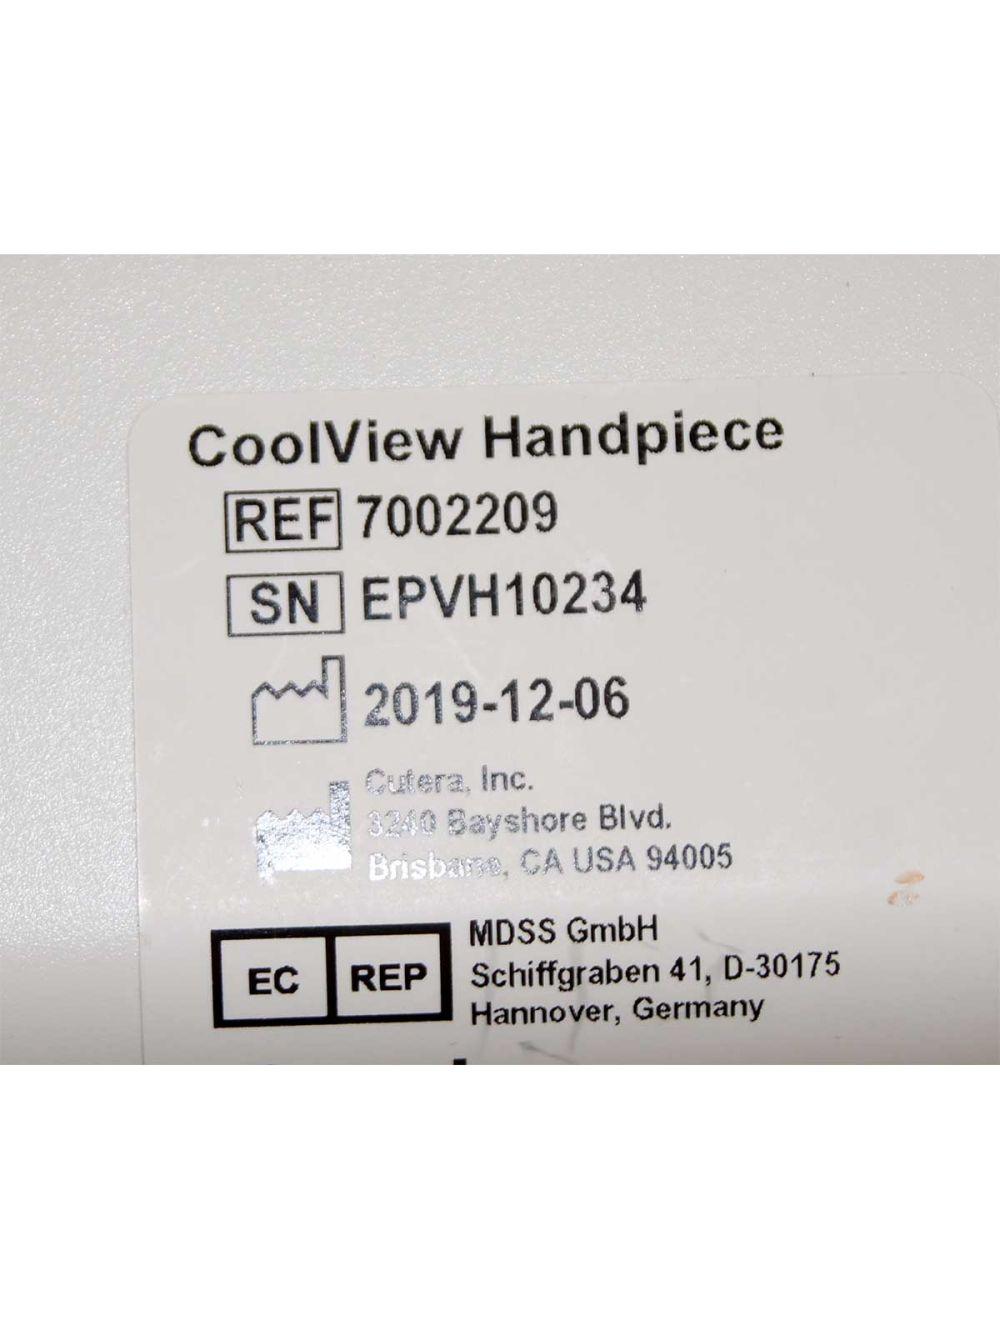 CoolView Handpiece
REF 7002209
SN EPVH10234
2019-12-06
Cutera, Inc.
3240 Bayshore Blvd.
Brisbane, CA USA 94005
EC REP MDSS GmbH
Schiffgraben 41, D-30175
Hannover, Germany